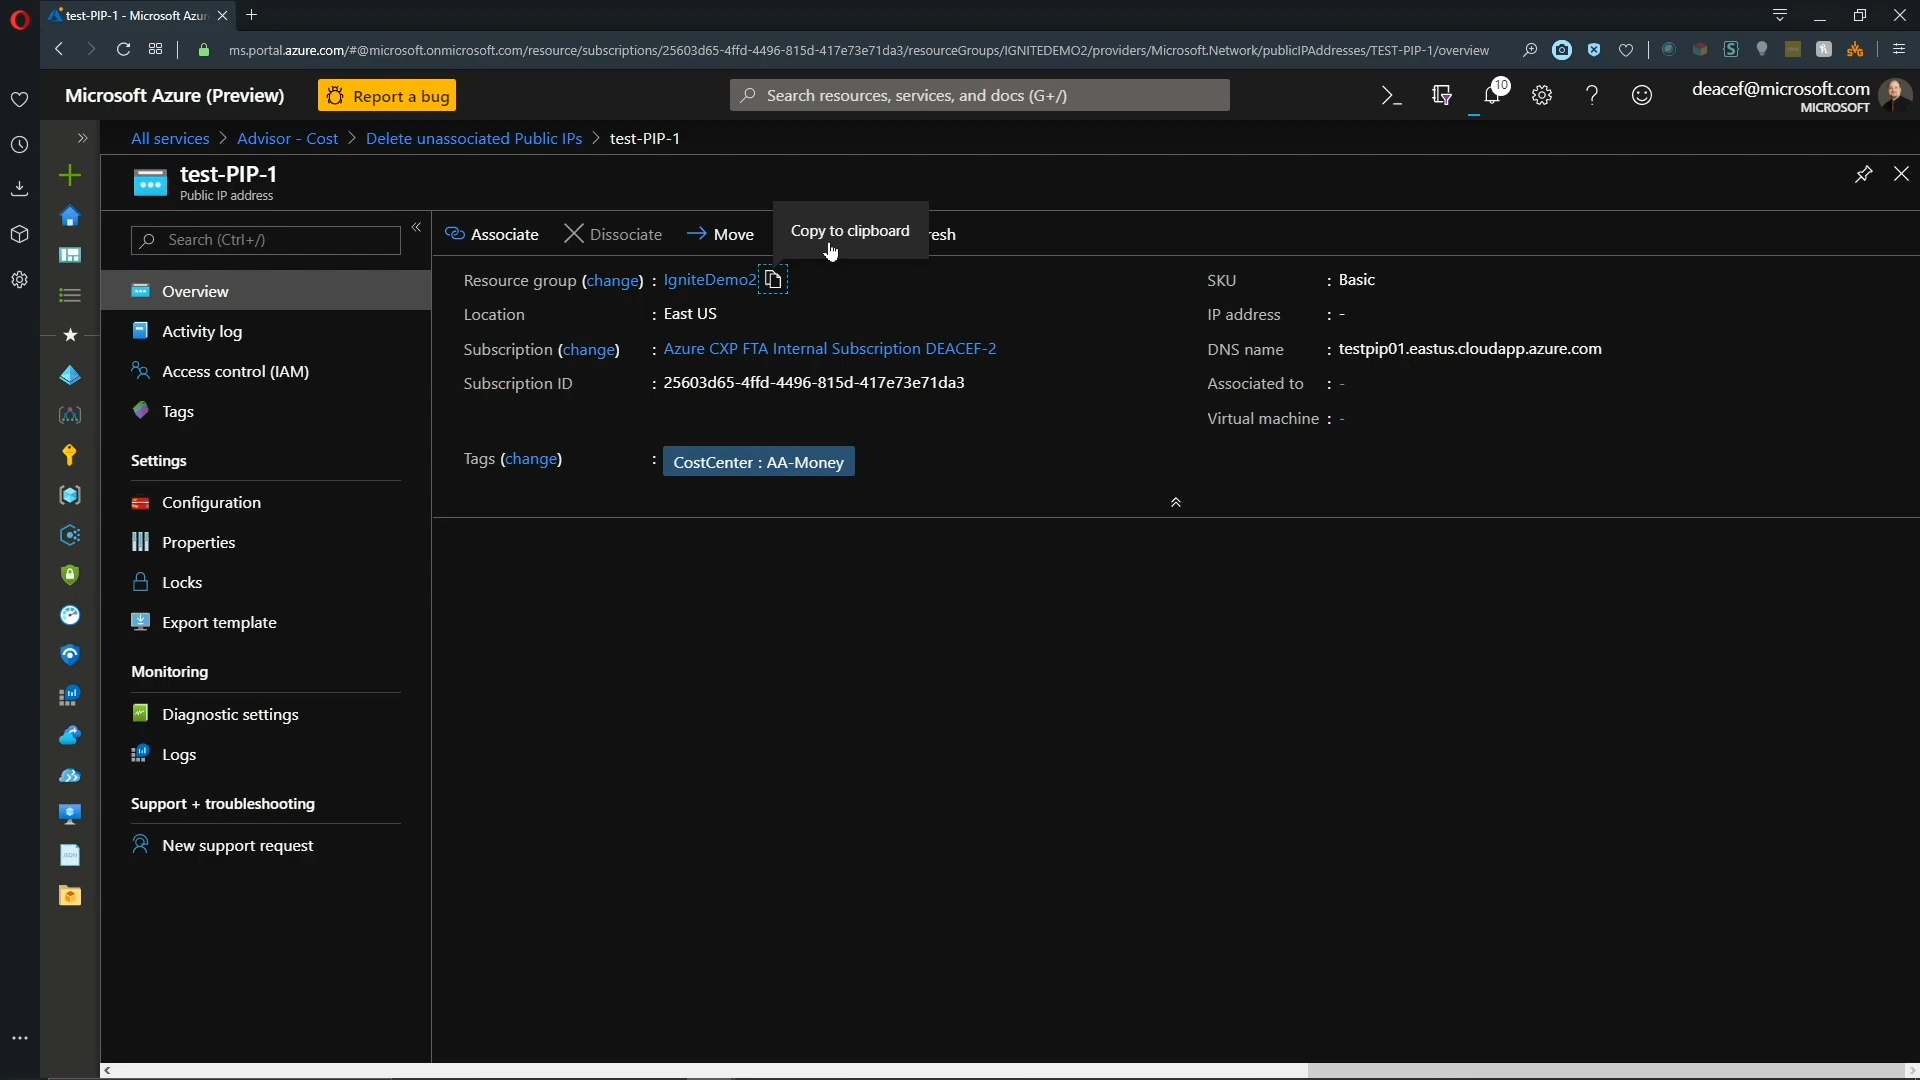 test-PIP-1 - Microsoft Azu
ms.portal.azure.com/#@microsoft.onmicrosoft.com/resource/subscriptions/25603d65-4ffd-4496-815d-417e73e71da3/resourceGroups/IGNITEDEMO2/providers/Microsoft.Network/publicIPAddresses/TEST-PIP-1/overview
Microsoft Azure (Preview)
Report a bug
Search resources, services, and docs (G+/)
10
deacef@microsoft.com
MICROSOFT
All services > Advisor - Cost > Delete unassociated Public IPs > test-PIP-1
test-PIP-1
Public IP address
Search (Ctrl+/)
Overview
Activity log
Access control (IAM)
Tags
Settings
Configuration
Properties
Locks
Export template
Monitoring
Diagnostic settings
Logs
Support + troubleshooting
New support request
Associate
Dissociate
Move
Copy to clipboard
resh
Resource group (change) : IgniteDemo2
Location : East US
Subscription (change) : Azure CXP FTA Internal Subscription DEACEF-2
Subscription ID : 25603d65-4ffd-4496-815d-417e73e71da3
SKU : Basic
IP address : -
DNS name : testpip01.eastus.cloudapp.azure.com
Associated to : -
Virtual machine : -
Tags (change) : CostCenter : AA-Money